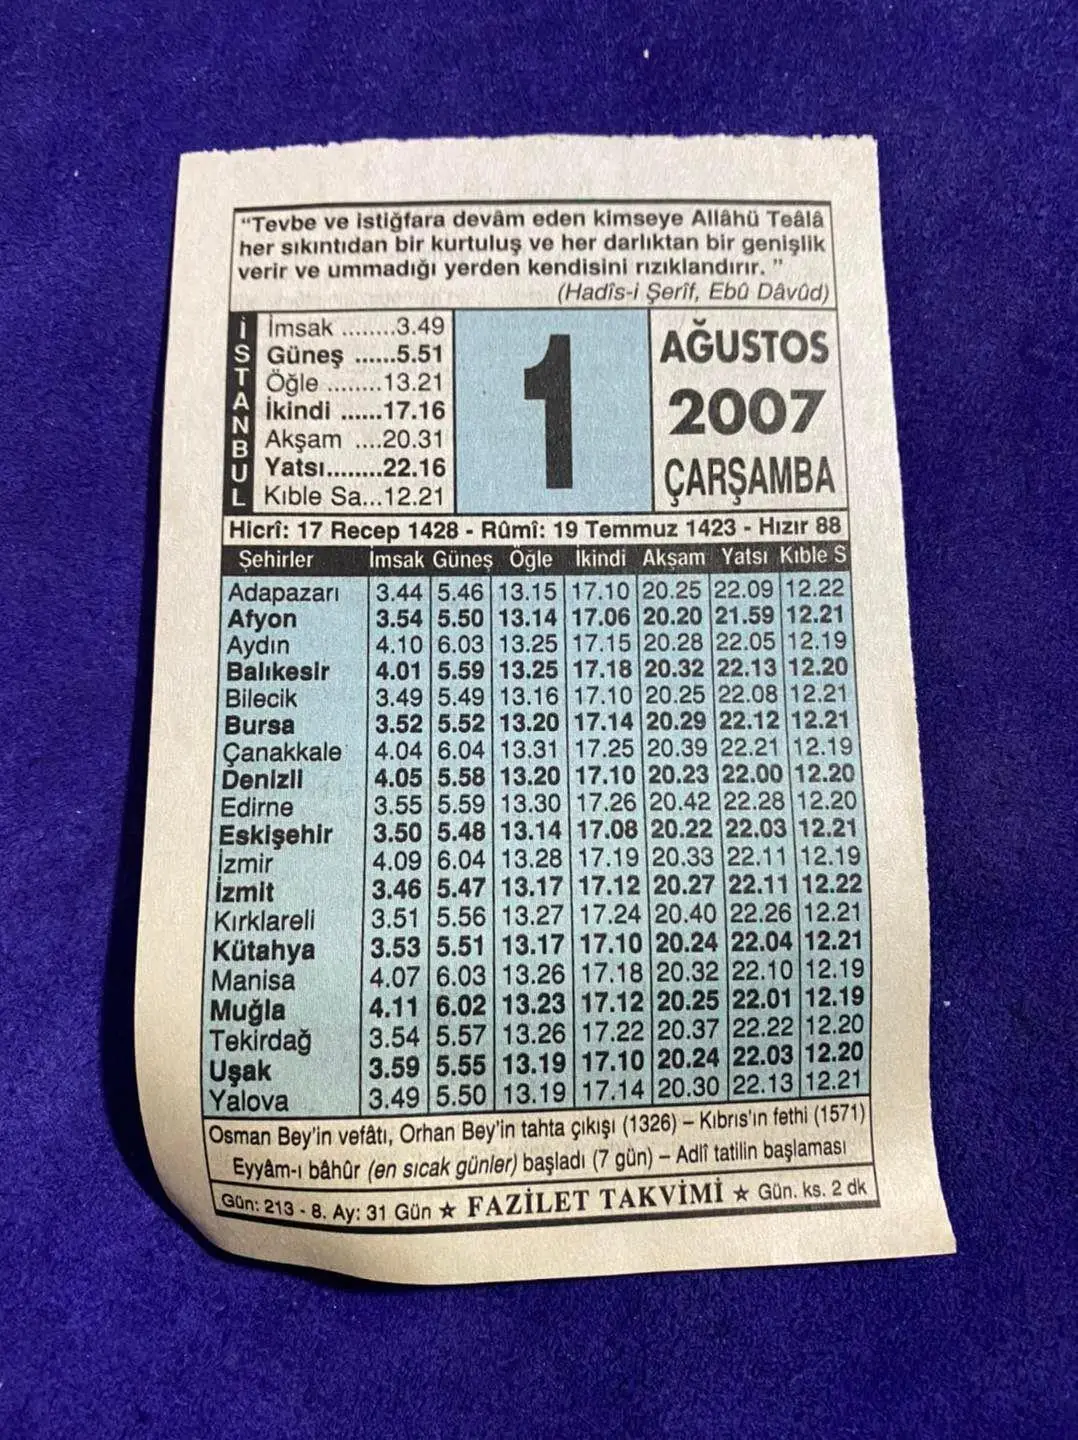 “Tevbe ve istiğfara devâm eden kimseye Allâhü Teâlâ
her sıkıntıdan bir kurtuluş ve her darlıktan bir genişlik
verir ve ummadığı yerden kendisini rızıklandırır. ”
(Hadîs-i Şerîf, Ebû Dâvûd)
İSTANBUL
İmsak ........3.49
Güneş ......5.51
Öğle ........13.21
İkindi ......17.16
Akşam ....20.31
Yatsı........22.16
Kıble Sa...12.21
1
AĞUSTOS
2007
ÇARŞAMBA
Hicrî: 17 Recep 1428 - Rûmî: 19 Temmuz 1423 - Hızır 88
Şehirler İmsak Güneş Öğle İkindi Akşam Yatsı Kıble S
Adapazarı 3.44 5.46 13.15 17.10 20.25 22.09 12.22
Afyon 3.54 5.50 13.14 17.06 20.20 21.59 12.21
Aydın 4.10 6.03 13.25 17.15 20.28 22.05 12.19
Balıkesir 4.01 5.59 13.25 17.18 20.32 22.13 12.20
Bilecik 3.49 5.49 13.16 17.10 20.25 22.08 12.21
Bursa 3.52 5.52 13.20 17.14 20.29 22.12 12.21
Çanakkale 4.04 6.04 13.31 17.25 20.39 22.21 12.19
Denizli 4.05 5.58 13.20 17.10 20.23 22.00 12.20
Edirne 3.55 5.59 13.30 17.26 20.42 22.28 12.20
Eskişehir 3.50 5.48 13.14 17.08 20.22 22.03 12.21
İzmir 4.09 6.04 13.28 17.19 20.33 22.11 12.19
İzmit 3.46 5.47 13.17 17.12 20.27 22.11 12.22
Kırklareli 3.51 5.56 13.27 17.24 20.40 22.26 12.21
Kütahya 3.53 5.51 13.17 17.10 20.24 22.04 12.21
Manisa 4.07 6.03 13.26 17.18 20.32 22.10 12.19
Muğla 4.11 6.02 13.23 17.12 20.25 22.01 12.19
Tekirdağ 3.54 5.57 13.26 17.22 20.37 22.22 12.20
Uşak 3.59 5.55 13.19 17.10 20.24 22.03 12.20
Yalova 3.49 5.50 13.19 17.14 20.30 22.13 12.21
Osman Bey'in vefâtı, Orhan Bey'in tahta çıkışı (1326) – Kıbrıs'ın fethi (1571)
Eyyâm-ı bâhûr (en sıcak günler) başladı (7 gün) – Adlî tatilin başlaması
Gün: 213 - 8. Ay: 31 Gün ★ FAZİLET TAKVİMİ ★ Gün. ks. 2 dk